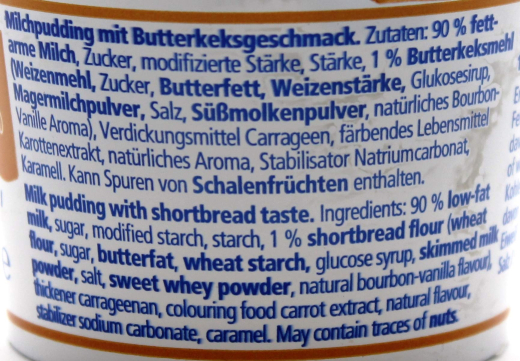 Milchpudding mit Butterkeksgeschmack. Zutaten: 90 % fett-
arme Milch, Zucker, modifizierte Stärke, Stärke, 1 % Butterkeksmehl
(Weizenmehl, Zucker, Butterfett, Weizenstärke, Glukosesirup,
Magermilchpulver, Salz, Süßmolkenpulver, natürliches Bourbon-
Vanille Aroma), Verdickungsmittel Carrageen, färbendes Lebensmittel
Karottenextrakt, natürliches Aroma, Stabilisator Natriumcarbonat,
Karamell. Kann Spuren von Schalenfrüchten enthalten.
Milk pudding with shortbread taste. Ingredients: 90 % low-fat
milk, sugar, modified starch, starch, 1 % shortbread flour (wheat
flour, sugar, butterfat, wheat starch, glucose syrup, skimmed milk
powder, salt, sweet whey powder, natural bourbon-vanilla flavour),
thickener carrageenan, colouring food carrot extract, natural flavour,
stabilizer sodium carbonate, caramel. May contain traces of nuts.